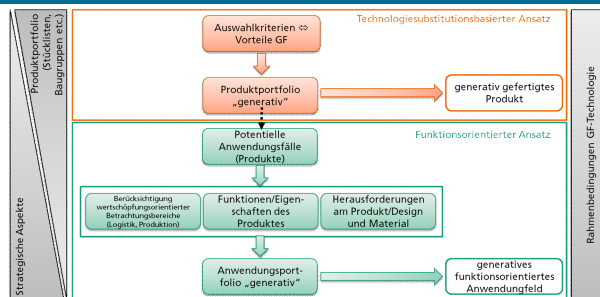 Produktportfolio
(Stücklisten,
Baugruppen etc.)
Strategische Aspekte
Technologiesubstitutionsbasierter Ansatz
Auswahlkriterien ⇔
Vorteile GF
Produktportfolio
„generativ“
generativ gefertigtes
Produkt
Funktionsorientierter Ansatz
Potentielle
Anwendungsfälle
(Produkte)
Berücksichtigung
wertschöpfungsorientierter
Betrachtungsbereiche
(Logistik, Produktion)
Funktionen/Eigen-
schaften des
Produktes
Herausforderungen
am Produkt/Design
und Material
Anwendungsport-
folio „generativ“
generatives
funktionsorientiertes
Anwendungfeld
Rahmenbedingungen GF-Technologie